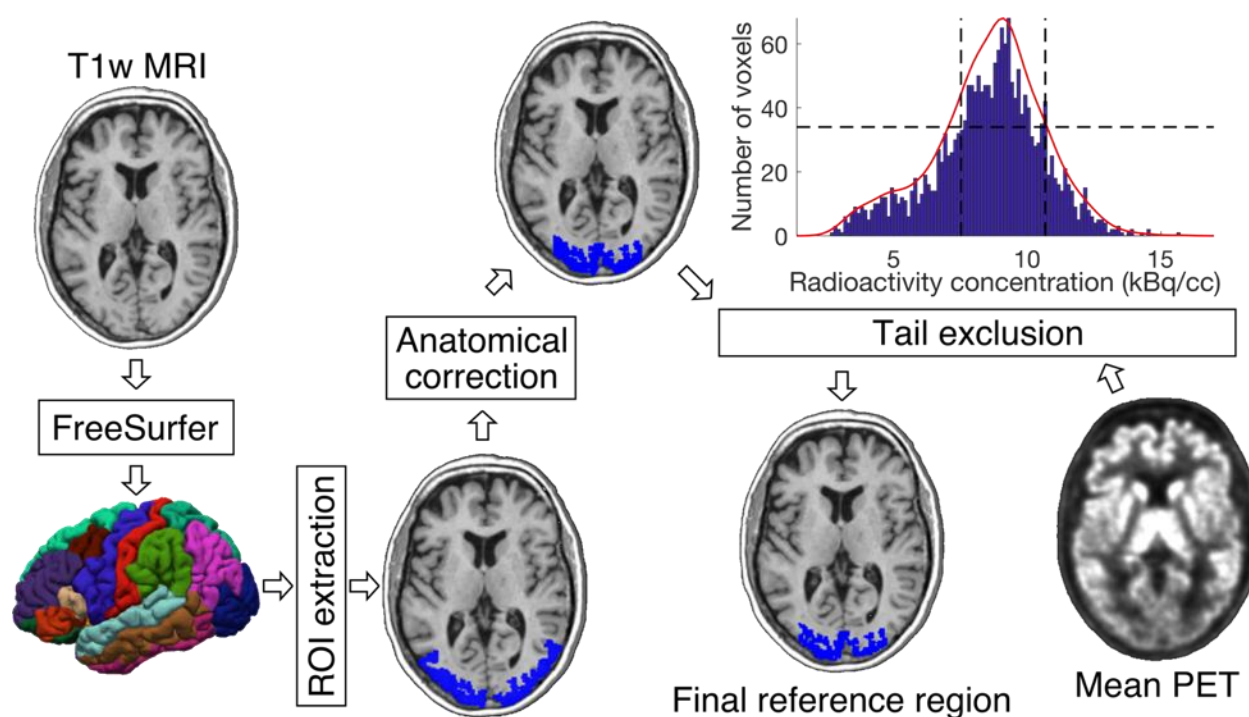 T1w MRI
FreeSurfer
ROI extraction
Anatomical
correction
Number of voxels
60
40
20
0
5
10
15
Radioactivity concentration (kBq/cc)
Tail exclusion
Final reference region
Mean PET